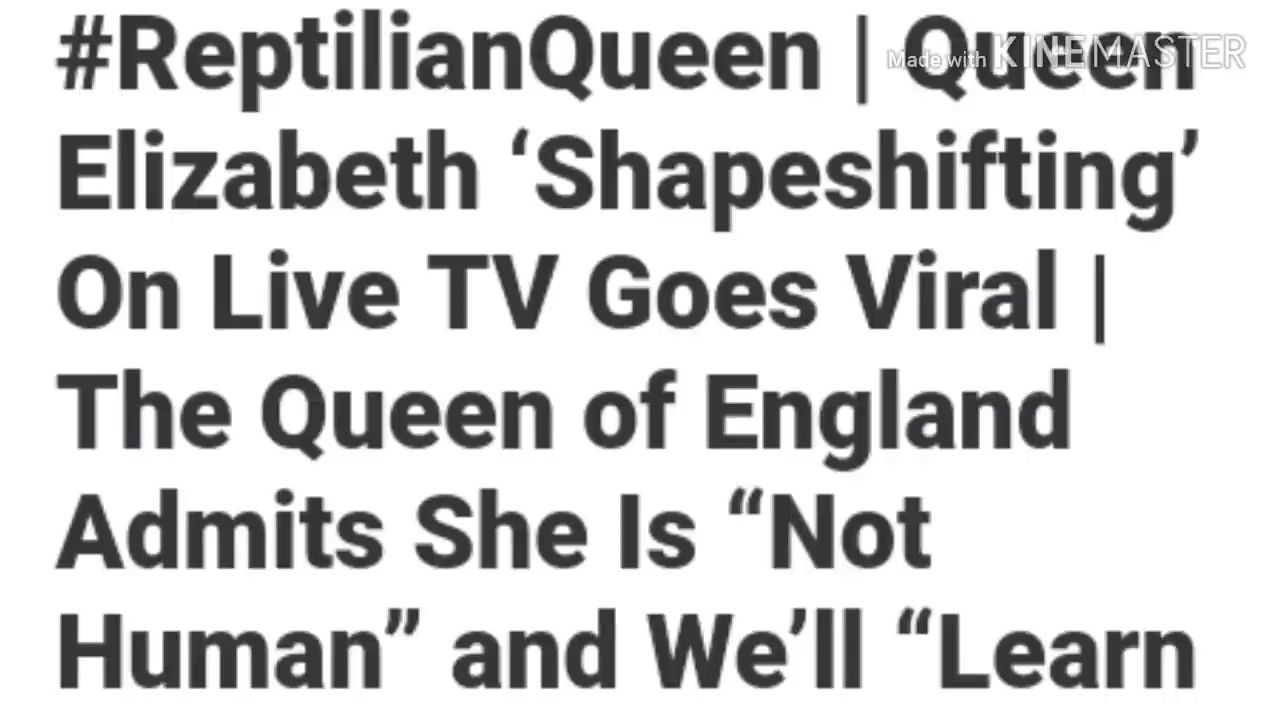 #ReptilianQueen | Queen
Made with KINEMASTER
Elizabeth ‘Shapeshifting’
On Live TV Goes Viral |
The Queen of England
Admits She Is “Not
Human” and We’ll “Learn